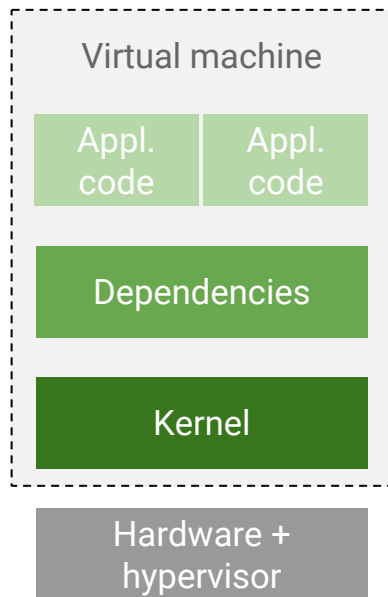 Virtual machine
Appl. Appl.
code code
Dependencies
Kernel
Hardware +
hypervisor